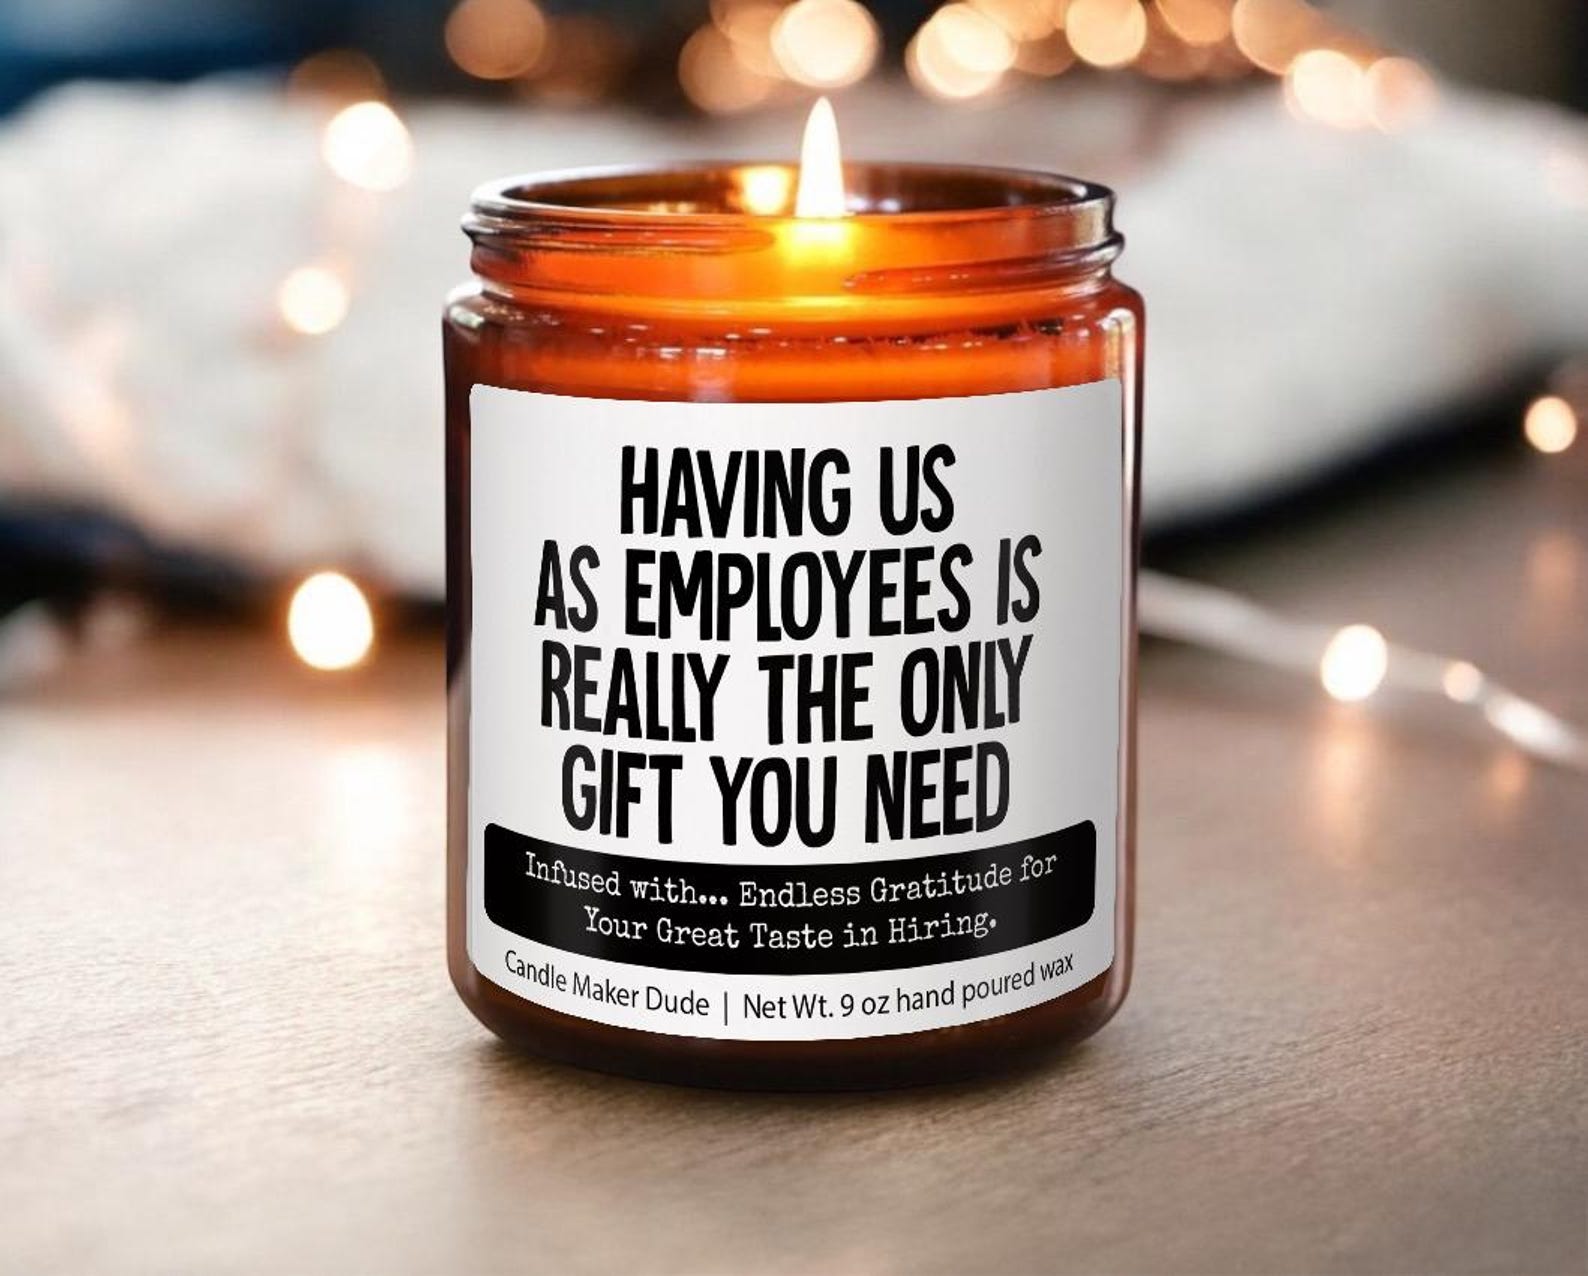 HAVING US
AS EMPLOYEES IS
REALLY THE ONLY
GIFT YOU NEED
Infused with... Endless Gratitude for
Your Great Taste in Hiring.
Candle Maker Dude | Net Wt. 9 oz hand poured wax